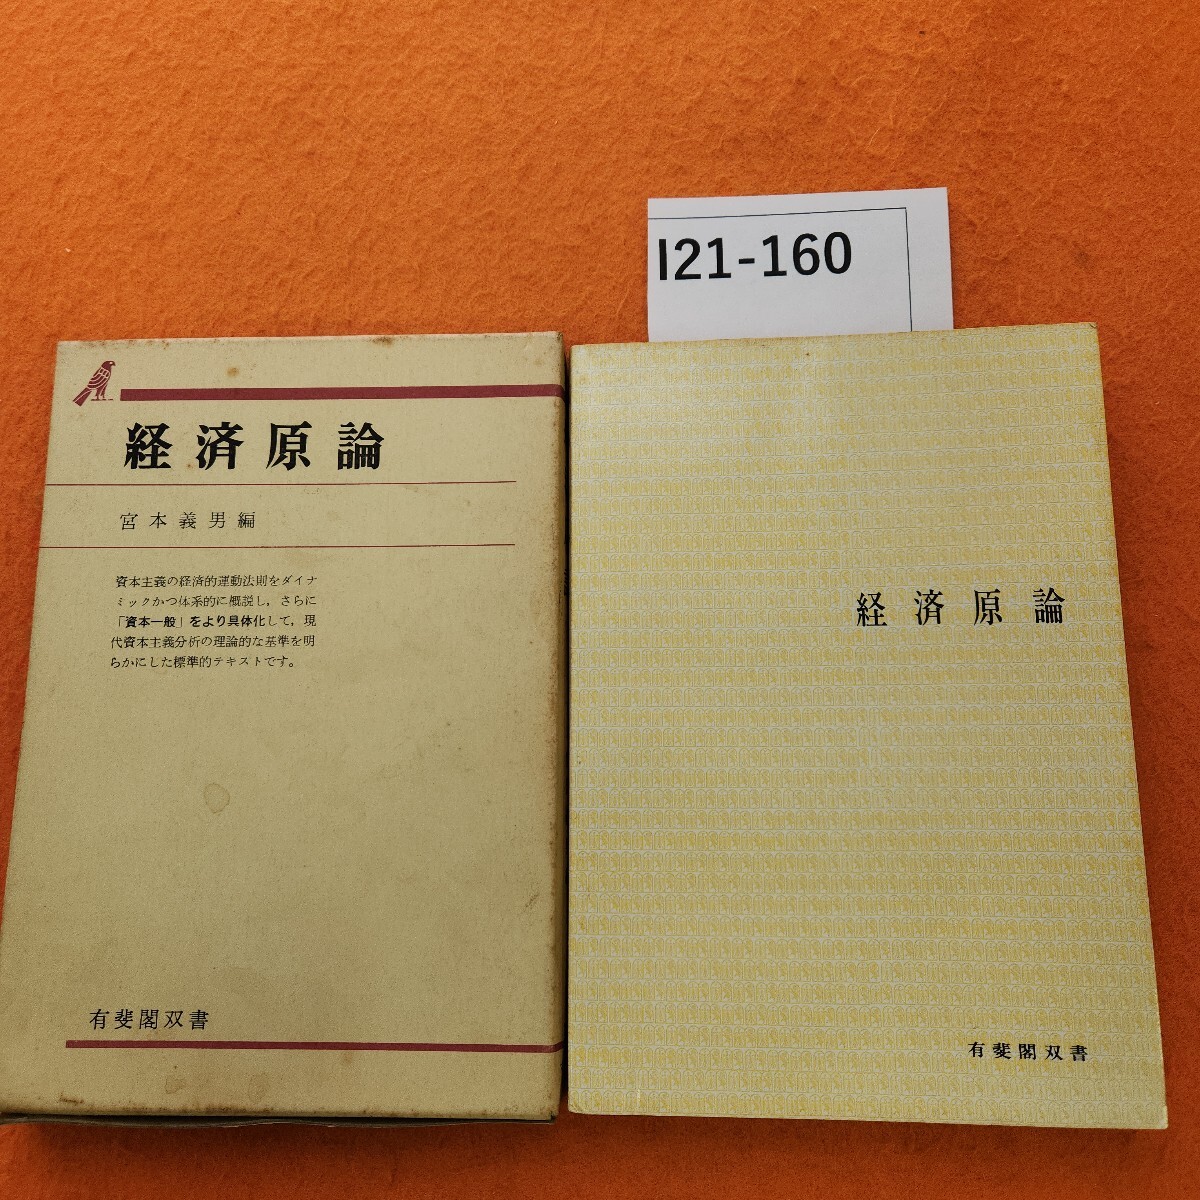 I21-160
経済原論
宮本義男編
資本主義の経済的運動法則をダイナ
ミックかつ体系的に概説し，さらに
「資本一般」をより具体化して，現
代資本主義分析の理論的な基準を明
らかにした標準的テキストです。
有斐閣双書
経済原論
有斐閣双書